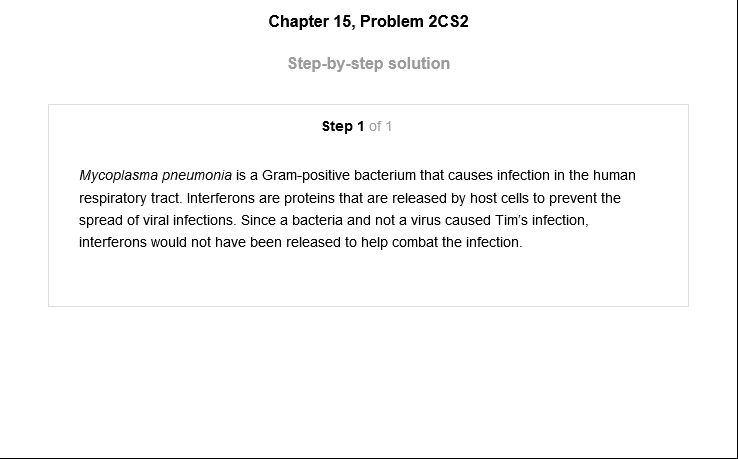 Chapter 15, Problem 2CS2
Step-by-step solution
Step 1 of 1
Mycoplasma pneumonia is a Gram-positive bacterium that causes infection in the human
respiratory tract. Interferons are proteins that are released by host cells to prevent the
spread of viral infections. Since a bacteria and not a virus caused Tim's infection,
interferons would not have been released to help combat the infection.